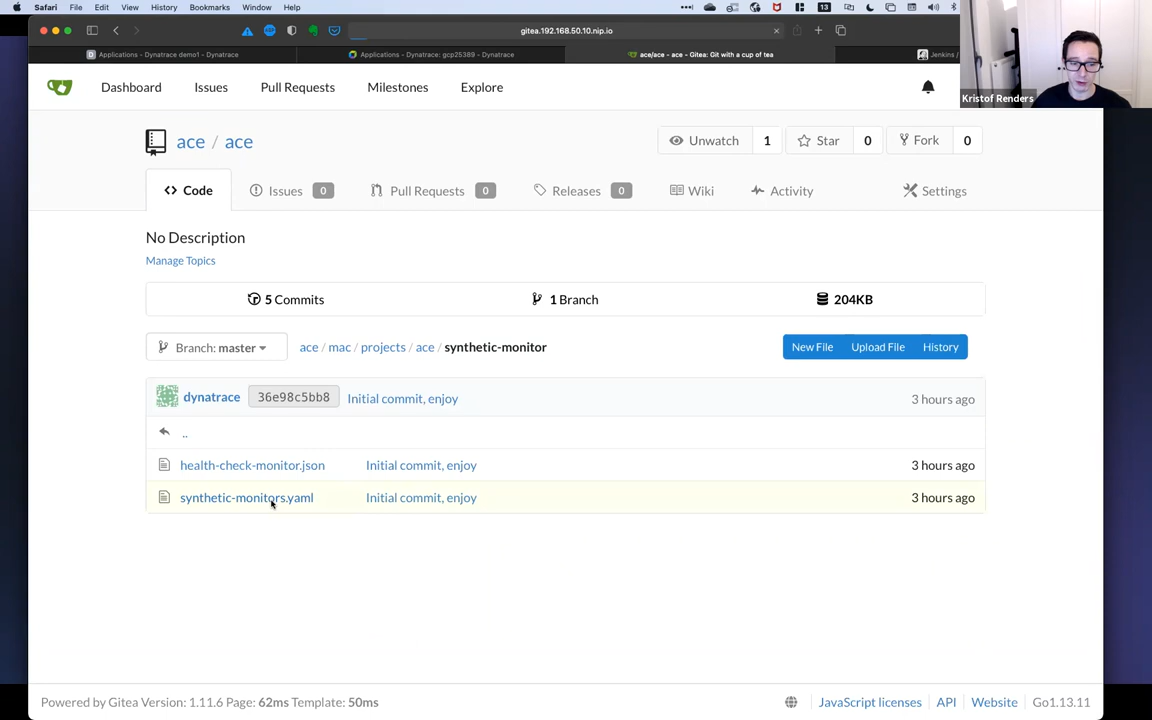 Safari File Edit View History Bookmarks Window Help 13
gitea.192.168.50.10.nip.io
Applications - Dynatrace demo1 - Dynatrace
Applications - Dynatrace: gcp25389 - Dynatrace
ace/ace - ace - Gitea: Git with a cup of tea
Jenkins /
Kristof Renders
Dashboard Issues Pull Requests Milestones Explore
ace / ace
Unwatch 1 Star 0 Fork 0
Code Issues 0 Pull Requests 0 Releases 0 Wiki Activity Settings
No Description
Manage Topics
5 Commits 1 Branch 204KB
Branch: master ace / mac / projects / ace / synthetic-monitor New File Upload File History
dynatrace 36e98c5bb8 Initial commit, enjoy 3 hours ago
..
health-check-monitor.json Initial commit, enjoy 3 hours ago
synthetic-monitors.yaml Initial commit, enjoy 3 hours ago
Powered by Gitea Version: 1.11.6 Page: 62ms Template: 50ms JavaScript licenses API Website Go1.13.11